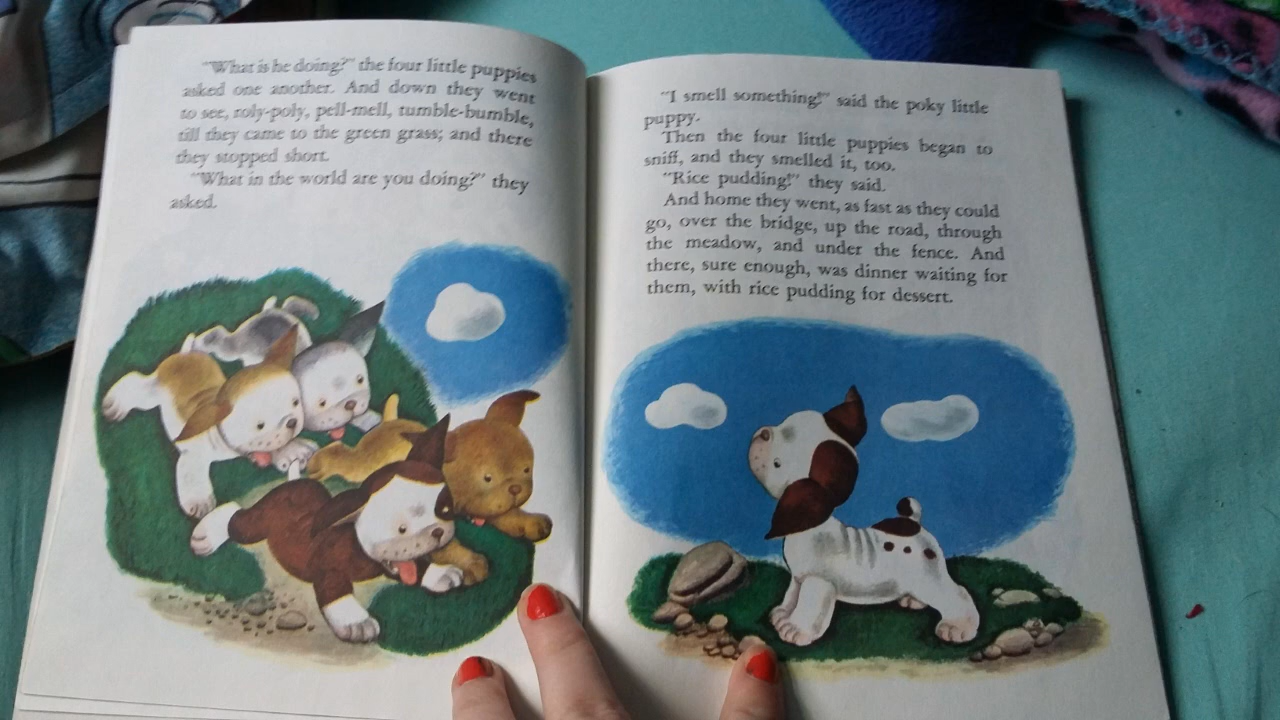 "What is he doing?" the four little puppies
asked one another. And down they went
to see, roly-poly, pell-mell, tumble-bumble,
till they came to the green grass; and there
they stopped short.
"What in the world are you doing?" they
asked.
"I smell something!" said the poky little
puppy.
Then the four little puppies began to
sniff, and they smelled it, too.
"Rice pudding!" they said.
And home they went, as fast as they could
go, over the bridge, up the road, through
the meadow, and under the fence. And
there, sure enough, was dinner waiting for
them, with rice pudding for dessert.